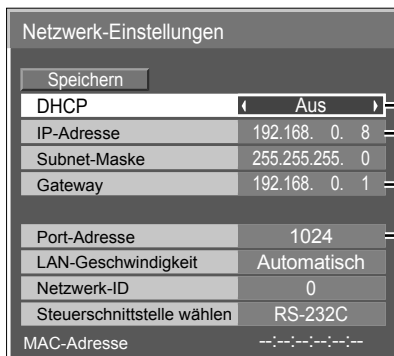 Netzwerk-Einstellungen
Speichern
DHCP Aus
IP-Adresse 192.168. 0. 8
Subnet-Maske 255.255.255. 0
Gateway 192.168. 0. 1
Port-Adresse 1024
LAN-Geschwindigkeit Automatisch
Netzwerk-ID 0
Steuerschnittstelle wählen RS-232C
MAC-Adresse --:--:--:--:--:--